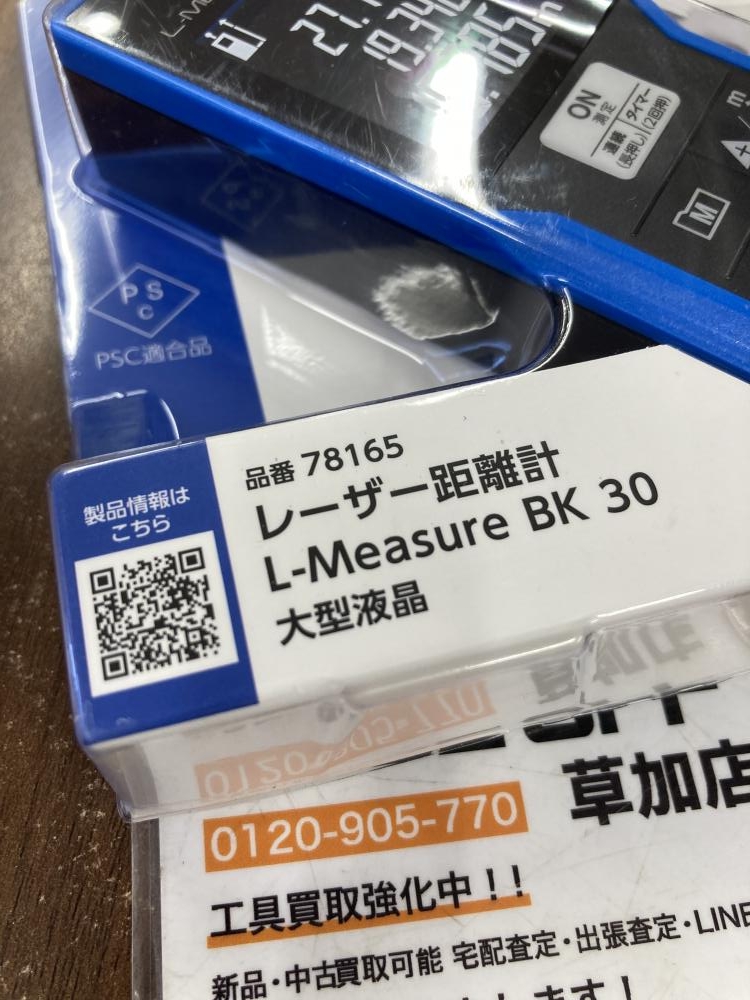 ON
測定
連続
(長押し)
タイマー
(2回押)
m
M
PS
c
PSC適合品
品番 78165
レーザー距離計
L-Measure BK 30
大型液晶
製品情報は
こちら
草加店
0120-905-770
工具買取強化中!!
新品・中古買取可能 宅配査定・出張査定・LINE